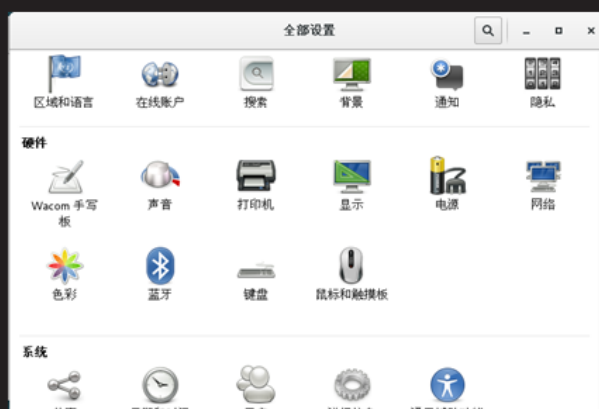 全部设置
区域和语言 在线账户 搜索 背景 通知 隐私
硬件
Wacom 手写板 声音 打印机 显示 电源 网络
色彩 蓝牙 键盘 鼠标和触摸板
系统